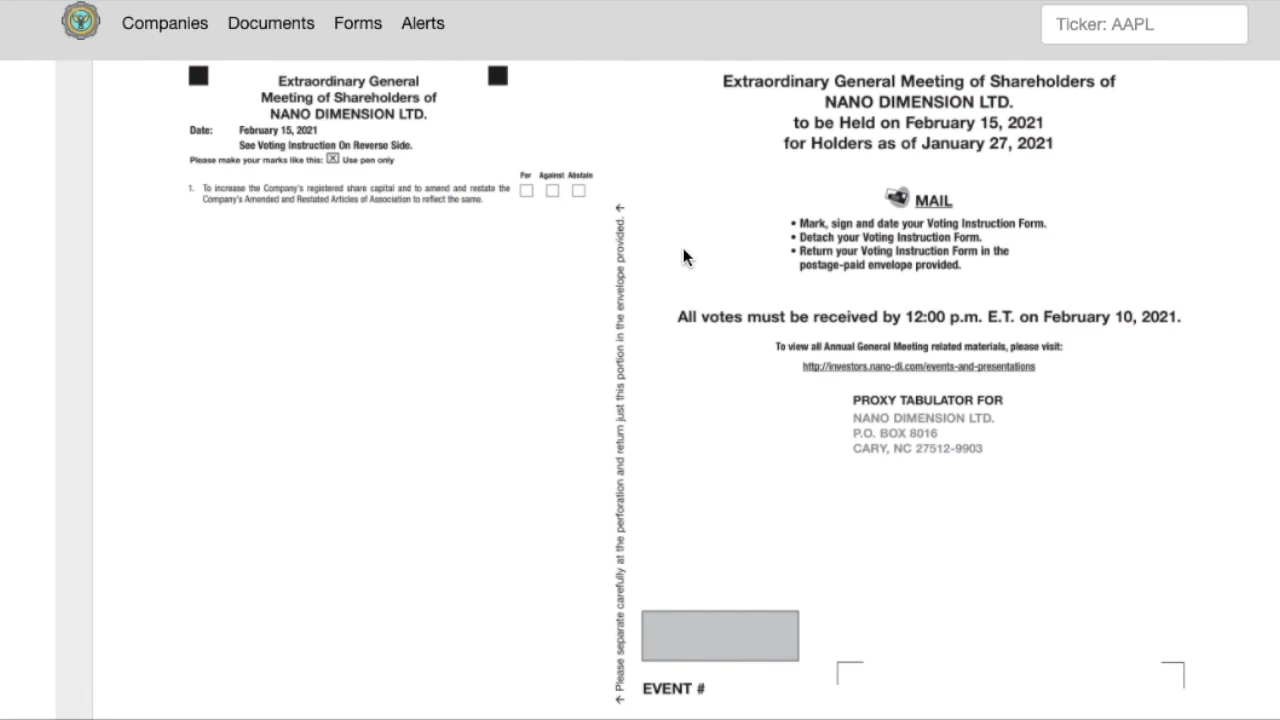 Companies Documents Forms Alerts
Ticker: AAPL
Extraordinary General
Meeting of Shareholders of
NANO DIMENSION LTD.
Date: February 15, 2021
See Voting Instruction On Reverse Side.
Please make your marks like this: ☒ Use pen only
For Against Abstain
1. To increase the Company's registered share capital and to amend and restate the
Company's Amended and Restated Articles of Association to reflect the same.
Please separate carefully at the perforation and return just this portion in the envelope provided.
Extraordinary General Meeting of Shareholders of
NANO DIMENSION LTD.
to be Held on February 15, 2021
for Holders as of January 27, 2021
MAIL
• Mark, sign and date your Voting Instruction Form.
• Detach your Voting Instruction Form.
• Return your Voting Instruction Form in the
postage-paid envelope provided.
All votes must be received by 12:00 p.m. E.T. on February 10, 2021.
To view all Annual General Meeting related materials, please visit:
http://investors.nano-di.com/events-and-presentations
PROXY TABULATOR FOR
NANO DIMENSION LTD.
P.O. BOX 8016
CARY, NC 27512-9903
EVENT #